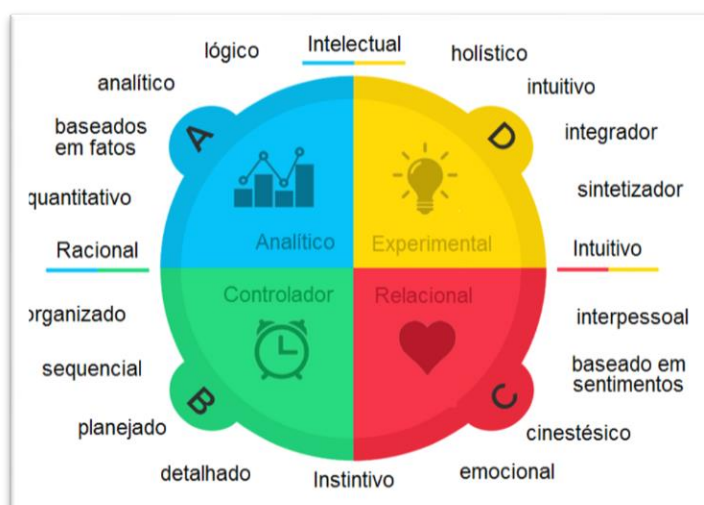 lógico
Intelectual
holístico
analítico
intuitivo
A
D
baseados
em fatos
integrador
quantitativo
sintetizador
Analítico
Experimental
Racional
Intuitivo
Controlador
Relacional
organizado
interpessoal
sequencial
baseado em
sentimentos
B
C
planejado
cinestésico
detalhado
Instintivo
emocional